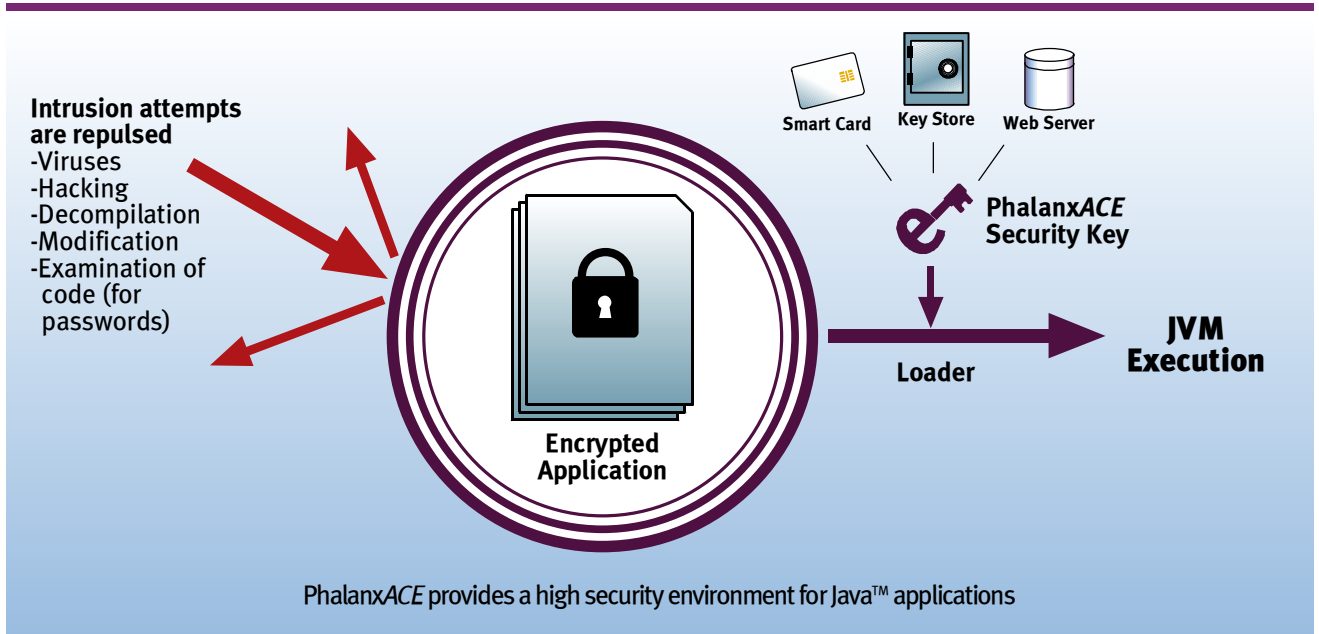 Intrusion attempts
are repulsed
-Viruses
-Hacking
-Decompilation
-Modification
-Examination of
code (for
passwords)
Smart Card
Key Store
Web Server
PhalanxACE
Security Key
Loader
JVM
Execution
Encrypted
Application
PhalanxACE provides a high security environment for Java™ applications